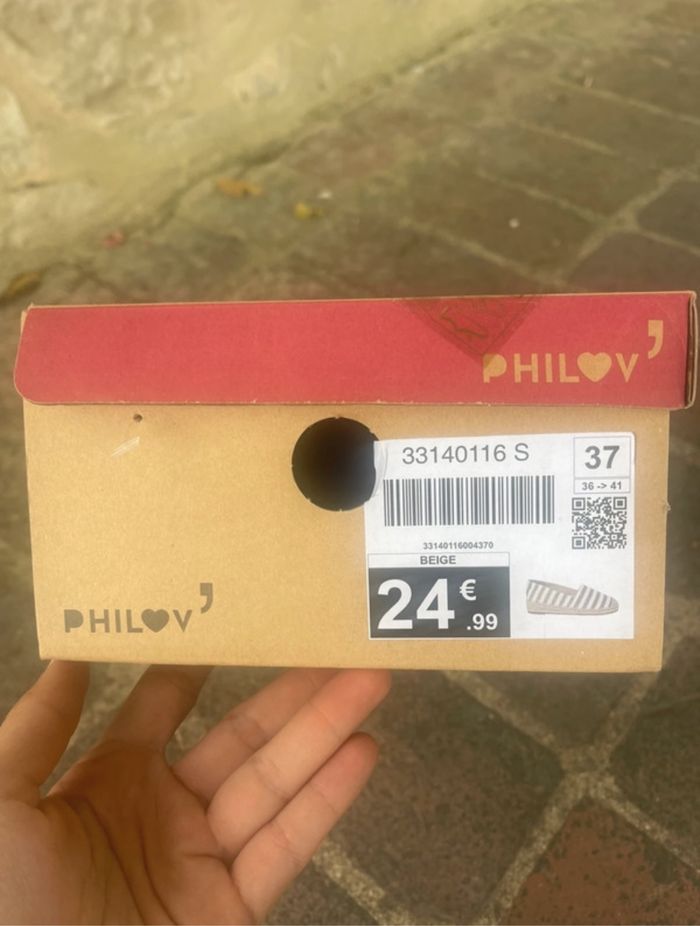 PHILOV'
33140116 S
37
36 -> 41
33140116004370
BEIGE
24€.99
PHILOV'